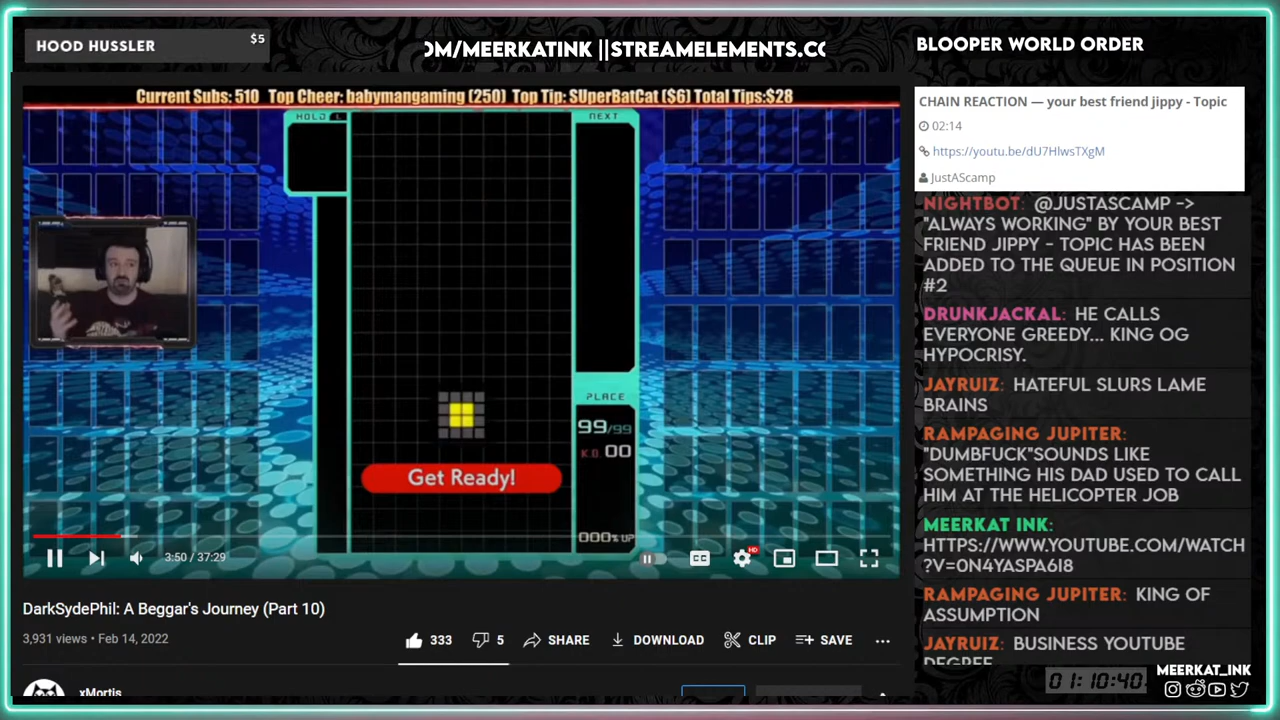 HOOD HUSSLER
$5
OM/MEERKATINK ||STREAMELEMENTS.CO
BLOOPER WORLD ORDER
Current Subs: 510 Top Cheer: babymangaming (250) Top Tip: SUperBatCat ($6) Total Tips:$28
HOLD L
NEXT
PLACE
99/99
K.O. 00
000% UP
Get Ready!
3:50 / 37:29
CC
HD
DarkSydePhil: A Beggar's Journey (Part 10)
3,931 views • Feb 14, 2022
333
5
SHARE
DOWNLOAD
CLIP
SAVE
xMortis
CHAIN REACTION — your best friend jippy - Topic
02:14
https://youtu.be/dU7HlwsTXgM
JustAScamp
NIGHTBOT: @JUSTASCAMP ->
"ALWAYS WORKING" BY YOUR BEST
FRIEND JIPPY - TOPIC HAS BEEN
ADDED TO THE QUEUE IN POSITION
#2
DRUNKJACKAL: HE CALLS
EVERYONE GREEDY... KING OG
HYPOCRISY.
JAYRUIZ: HATEFUL SLURS LAME
BRAINS
RAMPAGING JUPITER:
"DUMBFUCK"SOUNDS LIKE
SOMETHING HIS DAD USED TO CALL
HIM AT THE HELICOPTER JOB
MEERKAT INK:
HTTPS://WWW.YOUTUBE.COM/WATCH
?V=0N4YASPA6I8
RAMPAGING JUPITER: KING OF
ASSUMPTION
JAYRUIZ: BUSINESS YOUTUBE
DEGREE
01:10:40
MEERKAT_INK